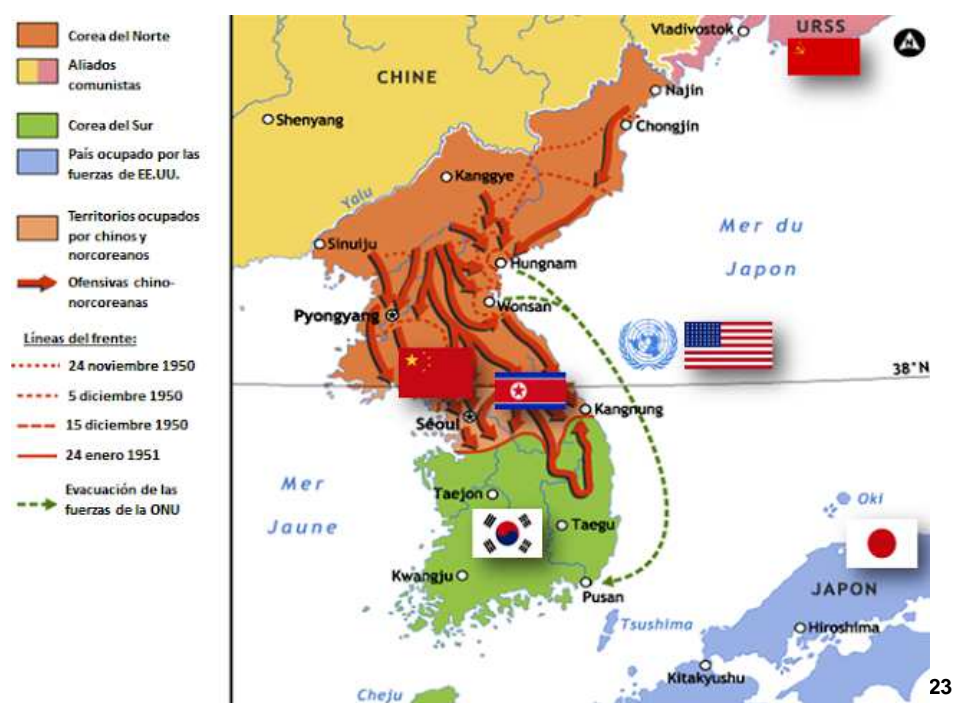 Corea del Norte
Aliados
comunistas
Corea del Sur
País ocupado por las
fuerzas de EE.UU.
Territorios ocupados
por chinos y
norcoreanos
Ofensivas chino-
norcoreanas
Líneas del frente:
24 noviembre 1950
5 diciembre 1950
15 diciembre 1950
24 enero 1951
Evacuación de las
fuerzas de la ONU
Vladivostok
URSS
N
CHINE
Najin
Shenyang
Chongjin
Kanggye
Yalu
Mer du
Japon
Sinuiju
Hungnam
Wonsan
Pyongyang
38°N
Kangnung
Séoul
Mer
Jaune
Taejon
Oki
Taegu
Kwangju
Pusan
JAPON
Tsushima
Hiroshima
Kitakyushu
Cheju
23